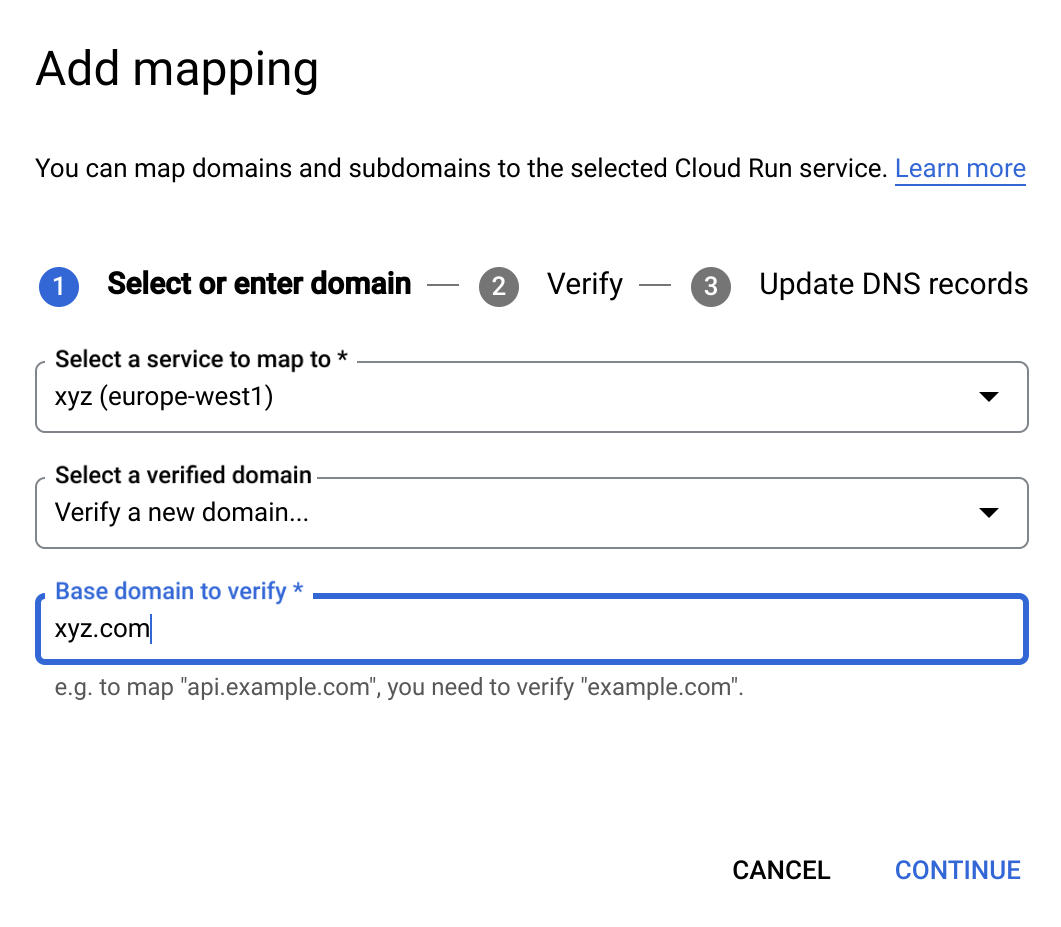 Add mapping
You can map domains and subdomains to the selected Cloud Run service. Learn more
1 Select or enter domain 2 Verify 3 Update DNS records
Select a service to map to *
xyz (europe-west1)
Select a verified domain
Verify a new domain...
Base domain to verify *
xyz.com
e.g. to map "api.example.com", you need to verify "example.com".
CANCEL CONTINUE